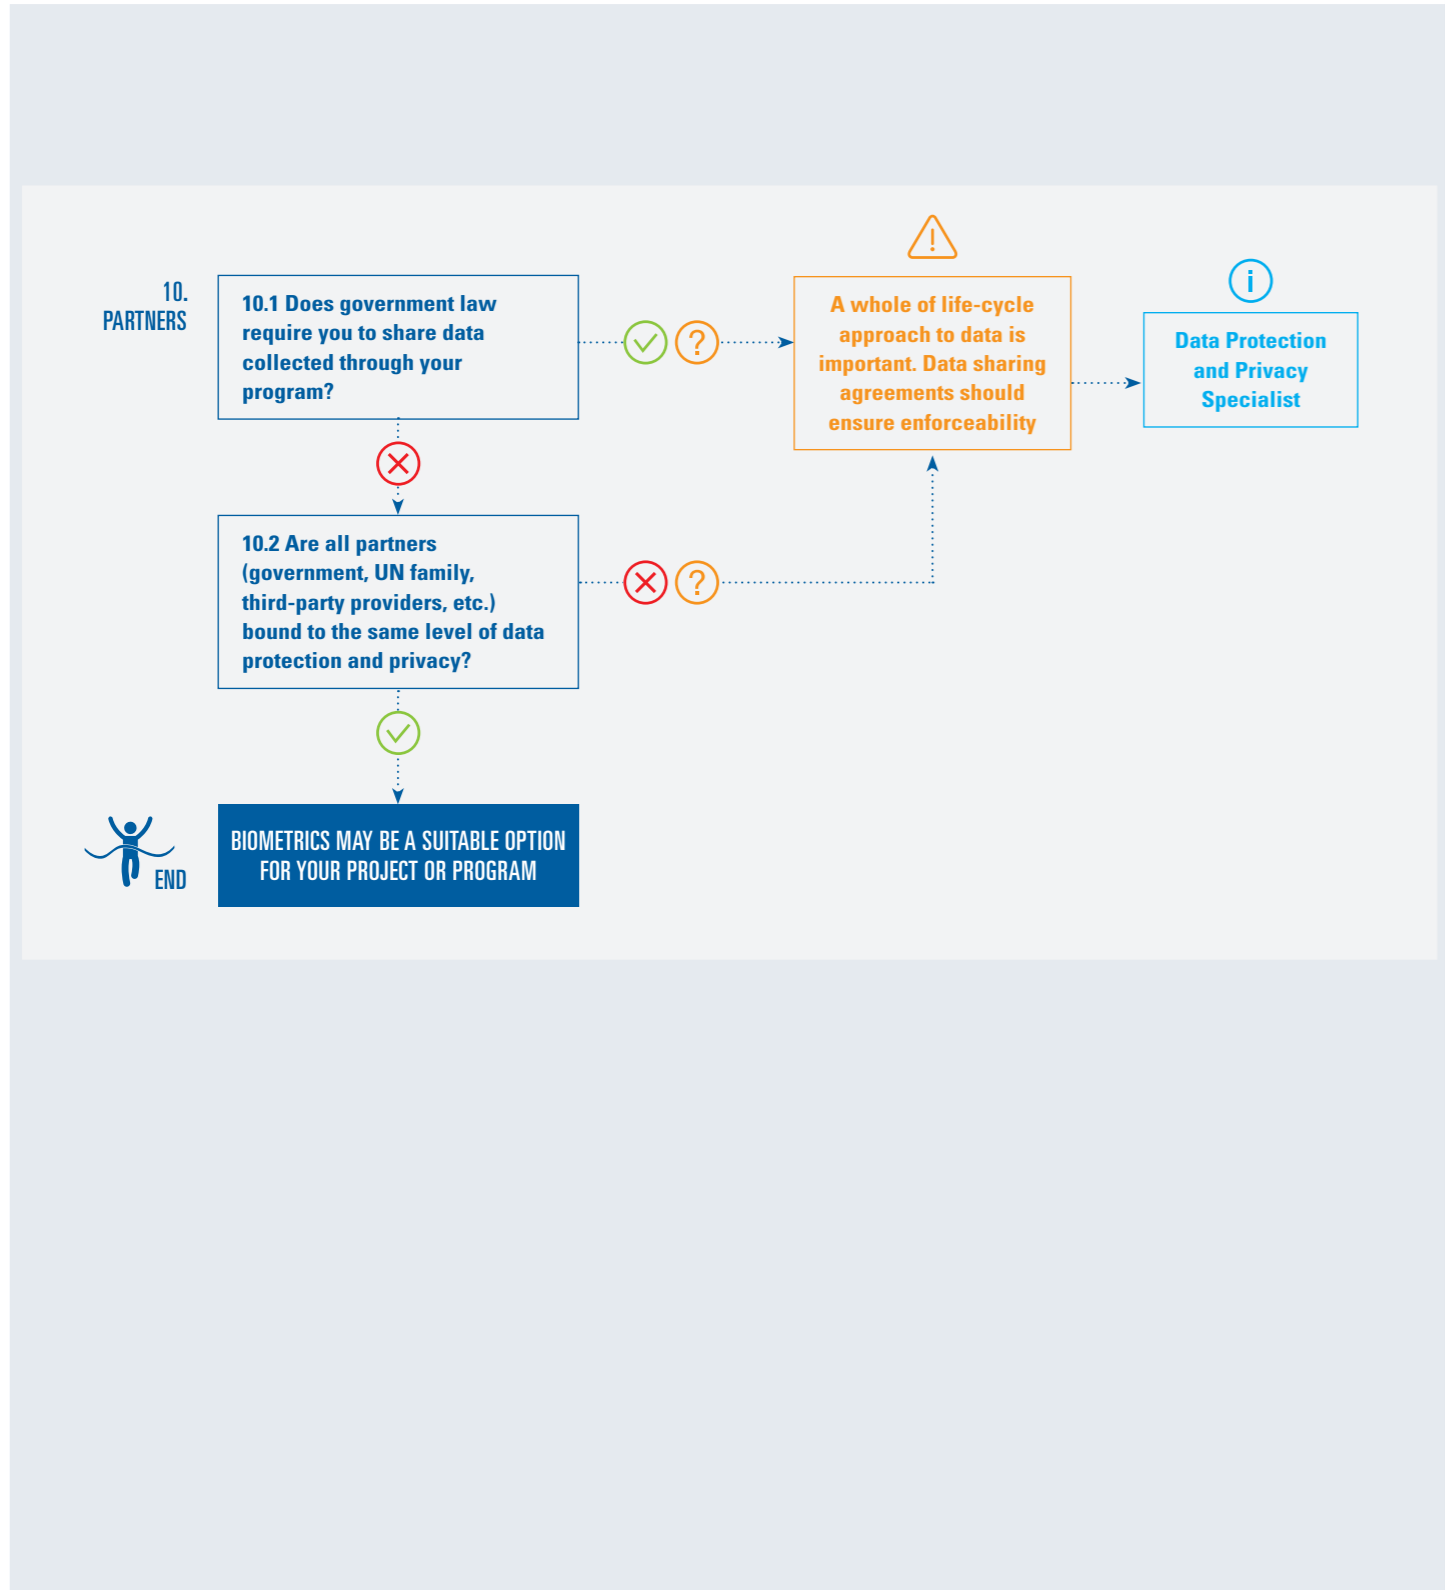 10.
PARTNERS
10.1 Does government law
require you to share data
collected through your
program?
?
A whole of life-cycle
approach to data is
important. Data sharing
agreements should
ensure enforceability
i
Data Protection
and Privacy
Specialist
10.2 Are all partners
(government, UN family,
third-party providers, etc.)
bound to the same level of data
protection and privacy?
?
END
BIOMETRICS MAY BE A SUITABLE OPTION
FOR YOUR PROJECT OR PROGRAM